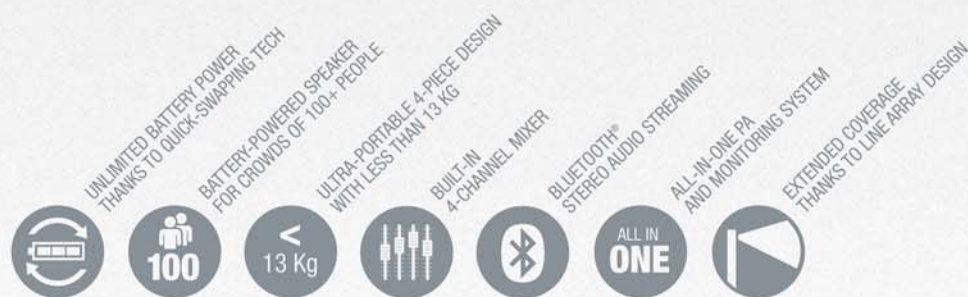 UNLIMITED BATTERY POWER
THANKS TO QUICK-SWAPPING TECH
BATTERY-POWERED SPEAKER
FOR CROWDS OF 100+ PEOPLE
ULTRA-PORTABLE 4-PIECE DESIGN
WITH LESS THAN 13 KG
BUILT-IN
4-CHANNEL MIXER
BLUETOOTH®
STEREO AUDIO STREAMING
ALL-IN-ONE PA
AND MONITORING SYSTEM
EXTENDED COVERAGE
THANKS TO LINE ARRAY DESIGN
100
<
13 Kg
ALL IN
ONE